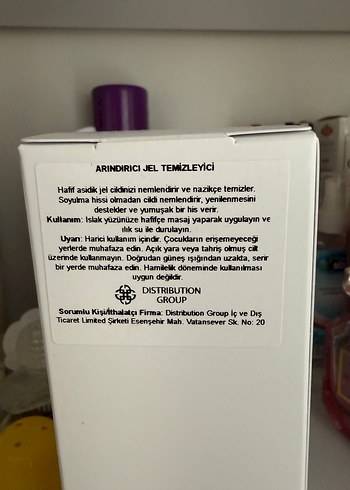 ARINDIRICI JEL TEMİZLEYİCİ
Hafif asidik jel cildinizi nemlendirir ve nazikçe temizler.
Soyulma hissi olmadan cildi nemlendirir, yenilenmesini
destekler ve yumuşak bir his verir.
Kullanım: Islak yüzünüze hafifçe masaj yaparak uygulayın ve
ılık su ile durulayın.
Uyarı: Harici kullanım içindir. Çocukların erişemeyeceği
yerlerde muhafaza edin. Açık yara veya tahriş olmuş cilt
üzerinde kullanmayın. Doğrudan güneş ışığından uzakta, serin
bir yerde muhafaza edin. Hamilelik döneminde kullanılması
uygun değildir.
DISTRIBUTION
GROUP
Sorumlu Kişi/İthalatçı Firma: Distribution Group İç ve Dış
Ticaret Limited Şirketi Esenşehir Mah. Vatansever Sk. No: 20